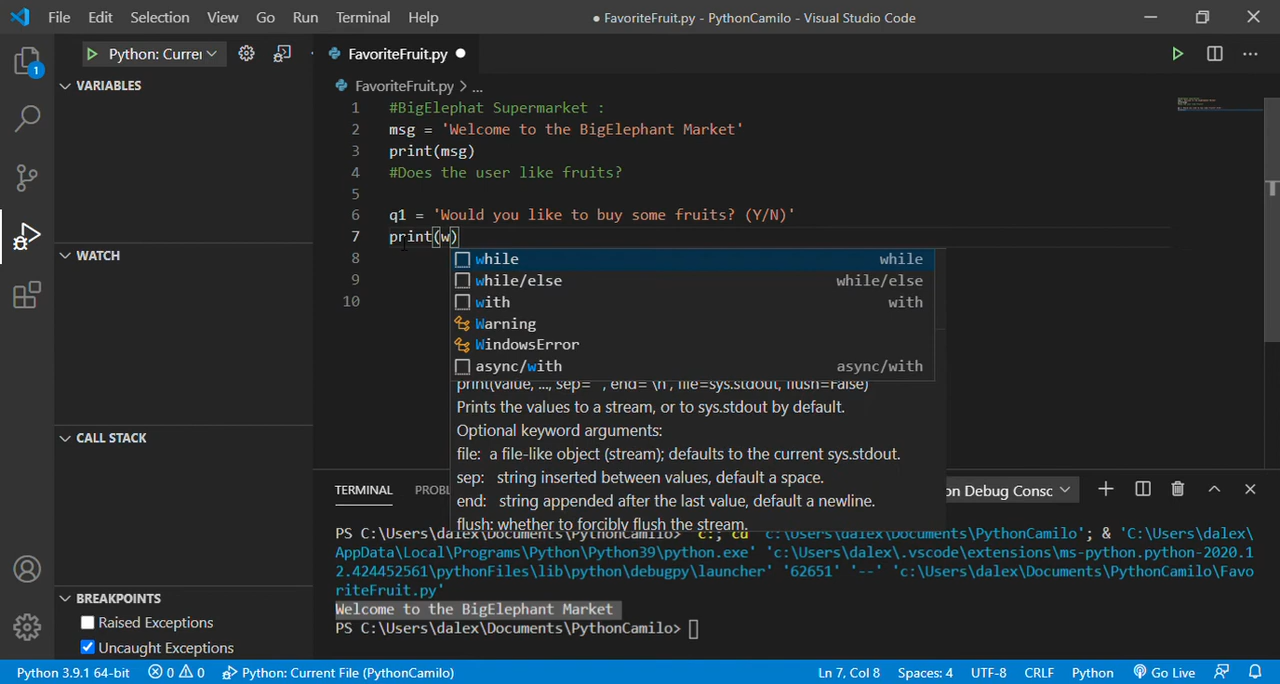 File Edit Selection View Go Run Terminal Help ● FavoriteFruit.py - PythonCamilo - Visual Studio Code
Python: Currer
FavoriteFruit.py ●
1
VARIABLES
FavoriteFruit.py > ...
1 #BigElephat Supermarket :
2 msg = 'Welcome to the BigElephant Market'
3 print(msg)
4 #Does the user like fruits?
5
6 q1 = 'Would you like to buy some fruits? (Y/N)'
7 print(w)
8
9
10
while while
while/else while/else
with with
Warning
WindowsError
async/with async/with
print(value, ..., sep=' ', end='\n', file=sys.stdout, flush=False)
Prints the values to a stream, or to sys.stdout by default.
Optional keyword arguments:
file: a file-like object (stream); defaults to the current sys.stdout.
sep: string inserted between values, default a space.
end: string appended after the last value, default a newline.
flush: whether to forcibly flush the stream.
WATCH
CALL STACK
BREAKPOINTS
Raised Exceptions
Uncaught Exceptions
TERMINAL PROBL on Debug Consc
PS C:\Users\dalex\Documents\PythonCamilo> c:; cd 'c:\Users\dalex\Documents\PythonCamilo'; & 'C:\Users\dalex\
AppData\Local\Programs\Python\Python39\python.exe' 'c:\Users\dalex\.vscode\extensions\ms-python.python-2020.1
2.424452561\pythonFiles\lib\python\debugpy\launcher' '62651' '--' 'c:\Users\dalex\Documents\PythonCamilo\Favo
riteFruit.py'
Welcome to the BigElephant Market
PS C:\Users\dalex\Documents\PythonCamilo>
Python 3.9.1 64-bit 0 0 Python: Current File (PythonCamilo) Ln 7, Col 8 Spaces: 4 UTF-8 CRLF Python Go Live